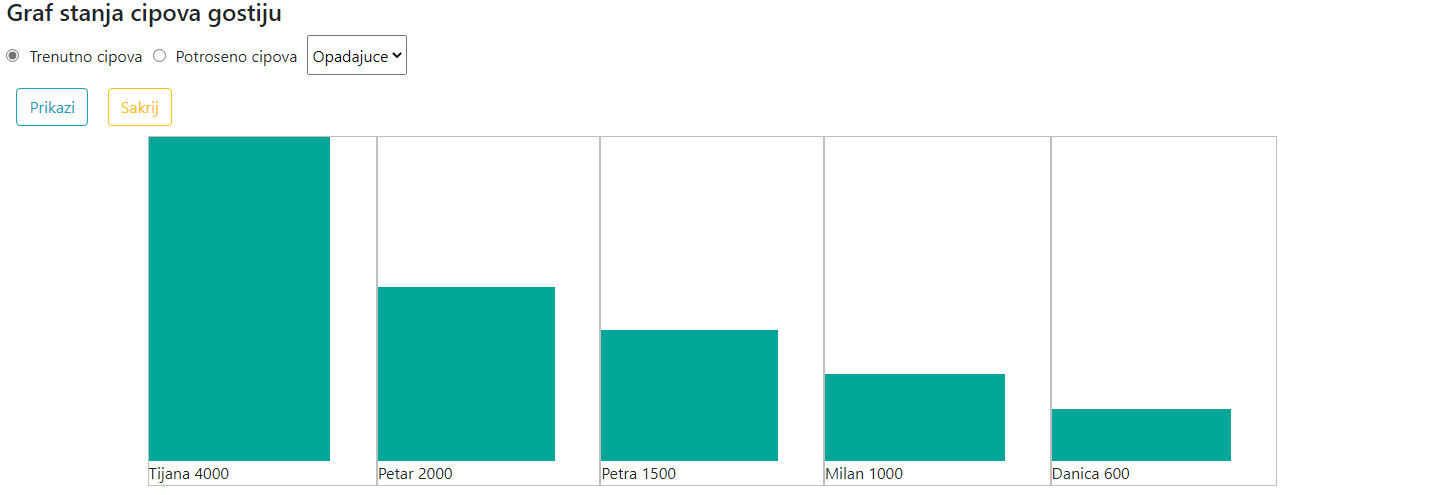 Graf stanja cipova gostiju
Trenutno cipova Potroseno cipova Opadajuce
Prikazi Sakrij
Tijana 4000 Petar 2000 Petra 1500 Milan 1000 Danica 600